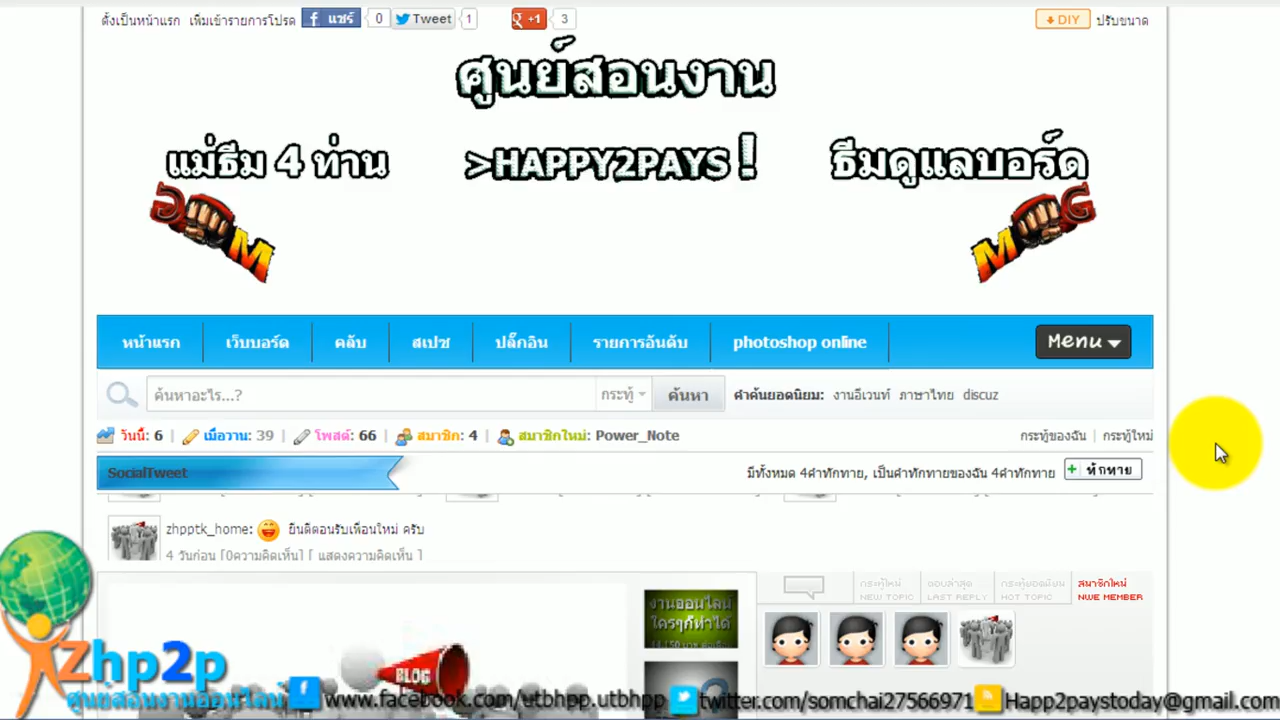 ตั้งเป็นหน้าแรก เพิ่มเข้ารายการโปรด f แชร์ 0 Tweet 1 g +1 3 DIY ปรับขนาด
ศูนย์สอนงาน
แม่ธีม 4 ท่าน >HAPPY2PAYS! ธีมดูแลบอร์ด
หน้าแรก เว็บบอร์ด คลับ สเปช ปลั๊กอิน รายการอันดับ photoshop online Menu
ค้นหาอะไร...? กระทู้ ค้นหา คำค้นยอดนิยม: งานอีเวนท์ ภาษาไทย discuz
วันนี้: 6 | เมื่อวาน: 39 | โพสต์: 66 | สมาชิก: 4 | สมาชิกใหม่: Power_Note กระทู้ของฉัน | กระทู้ใหม่
SocialTweet มีทั้งหมด 4คำทักทาย, เป็นคำทักทายของฉัน 4คำทักทาย + ทักทาย
zhpptk_home: ยินดีตอนรับเพื่อนใหม่ ครับ
4 วันก่อน [0ความคิดเห็น] [ แสดงความคิดเห็น ]
กระทู้ใหม่ ตอบล่าสุด กระทู้ยอดนิยม สมาชิกใหม่
NEW TOPIC LAST REPLY HOT TOPIC NWE MEMBER
งานออนไลน์
ใครๆก็ทำได้
BLOG
Zhp2p
ศูนย์สอนงานออนไลน์ f www.facebook.com/utbhpp.utbhpp twitter.com/somchai27566971 Happ2paystoday@gmail.com